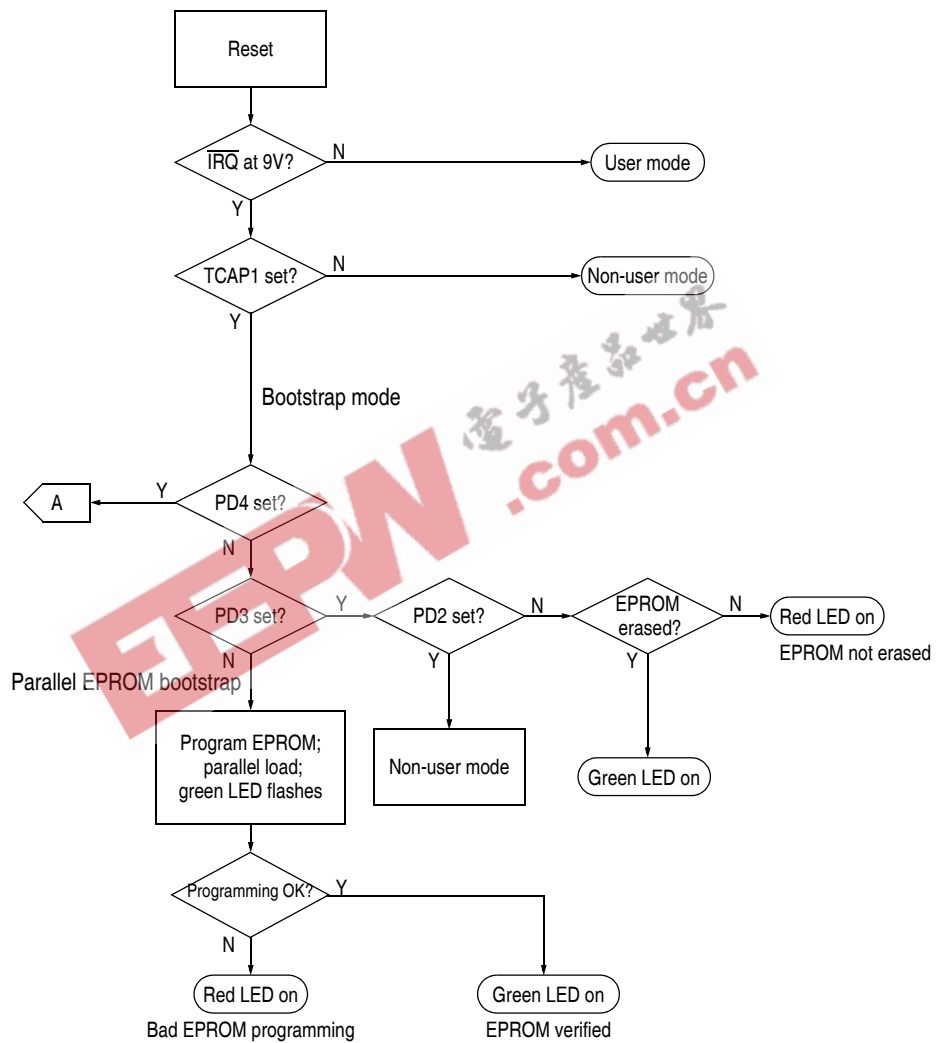 Reset
IRQ at 9V?
N
User mode
Y
TCAP1 set?
N
Non-user mode
Y
Bootstrap mode
電子產品世界
EEPW .com.cn
A
Y
PD4 set?
N
PD3 set?
Y
PD2 set?
N
EPROM
erased?
N
Red LED on
EPROM not erased
N
Y
Y
Parallel EPROM bootstrap
Program EPROM;
parallel load;
green LED flashes
Non-user mode
Green LED on
Programming OK?
Y
N
Red LED on
Bad EPROM programming
Green LED on
EPROM verified